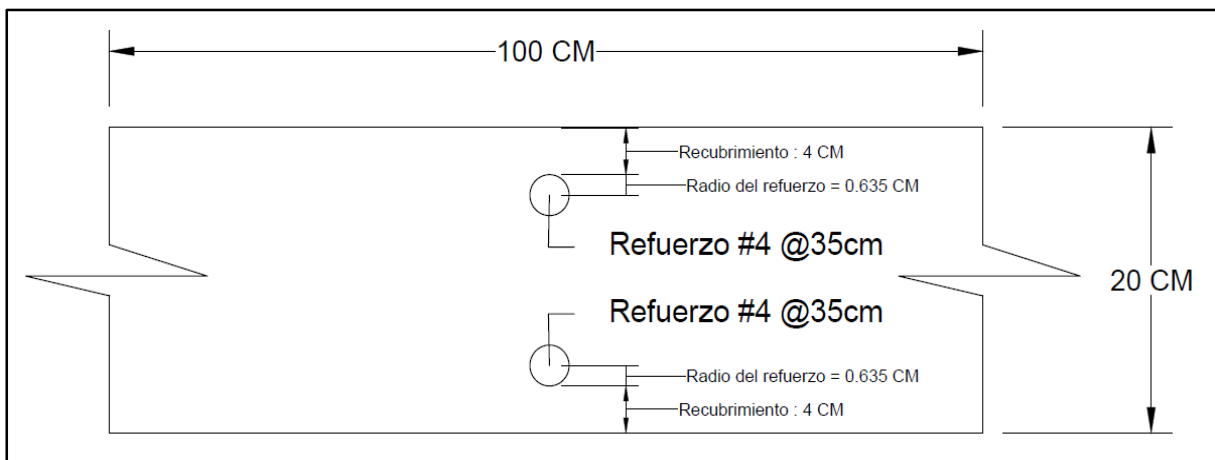 100 CM
Recubrimiento : 4 CM
Radio del refuerzo = 0.635 CM
Refuerzo #4 @35cm
20 CM
Refuerzo #4 @35cm
Radio del refuerzo = 0.635 CM
Recubrimiento : 4 CM